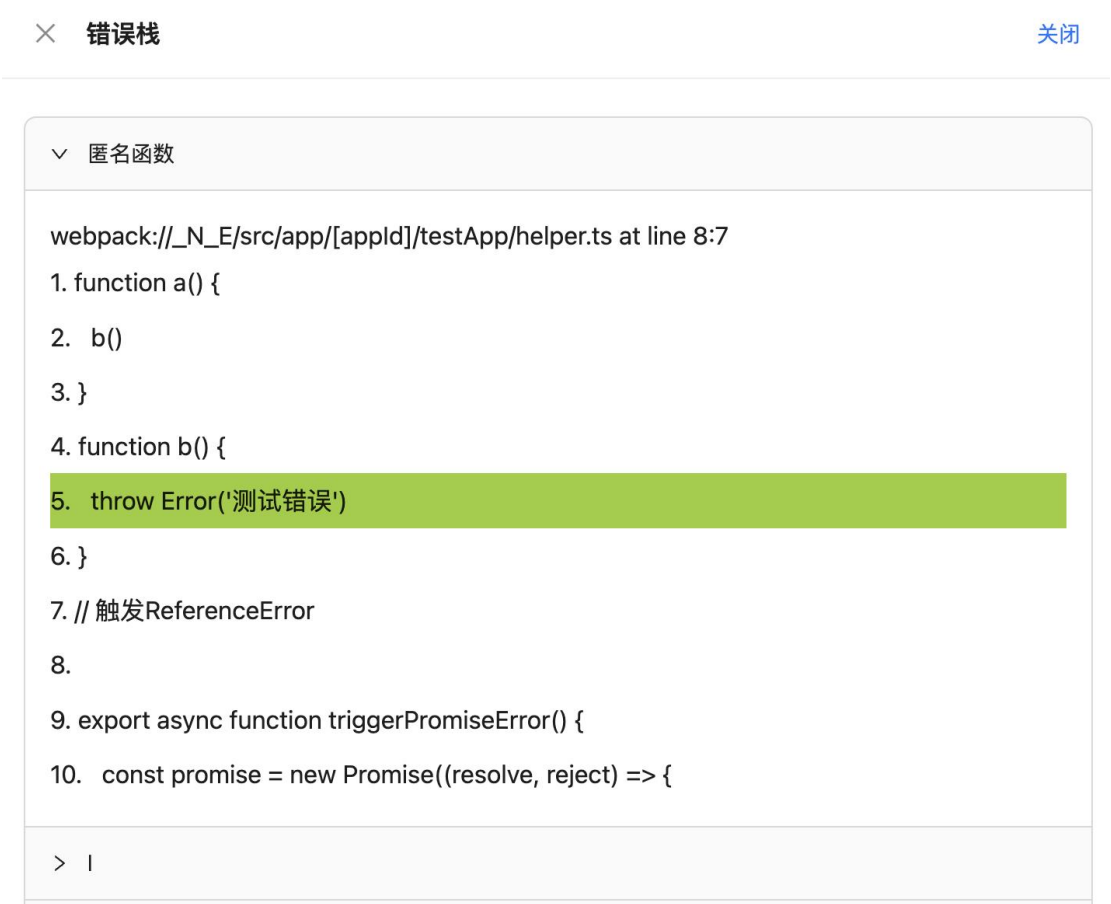 错误栈
关闭
匿名函数
webpack://_N_E/src/app/[appId]/testApp/helper.ts at line 8:7
1. function a() {
2.   b()
3. }
4. function b() {
5.   throw Error('测试错误')
6. }
7. // 触发ReferenceError
8.
9. export async function triggerPromiseError() {
10.   const promise = new Promise((resolve, reject) => {
l